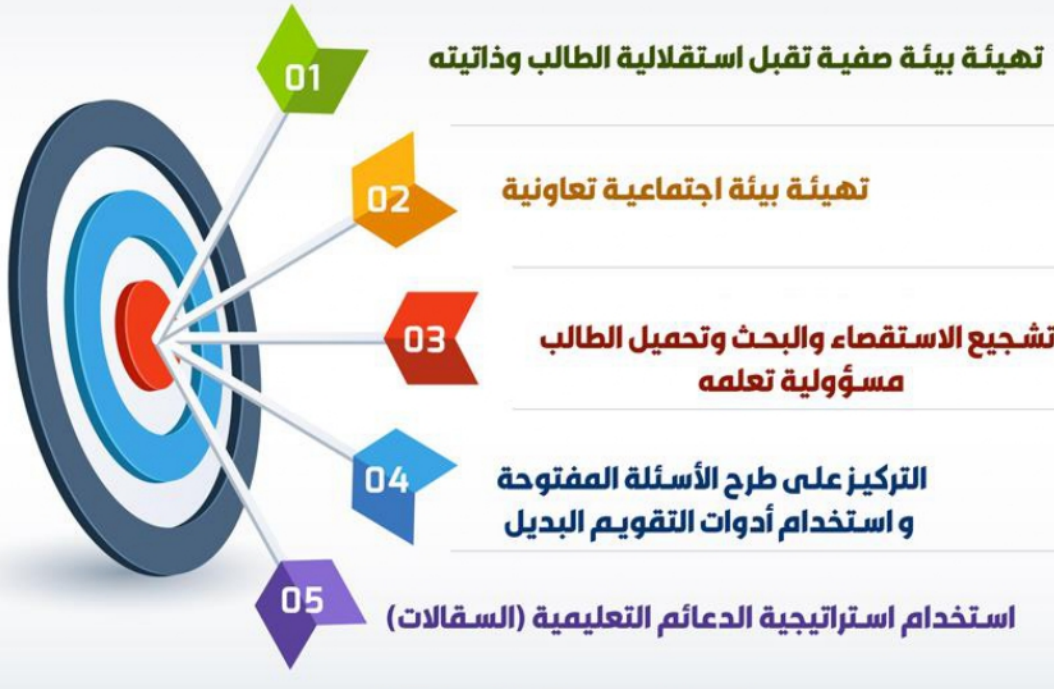 01
تهيئة بيئة صفية تقبل استقلالية الطالب وذاتيته
02
تهيئة بيئة اجتماعية تعاونية
03
تشجيع الاستقصاء والبحث وتحميل الطالب
مسؤولية تعلمه
04
التركيز على طرح الأسئلة المفتوحة
و استخدام أدوات التقويم البديل
05
استخدام استراتيجية الدعائم التعليمية (السقالات)